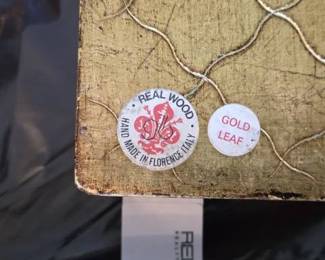 · REAL WOOD ·
HAND MADE IN FLORENCE-ITALY
GOLD
LEAF